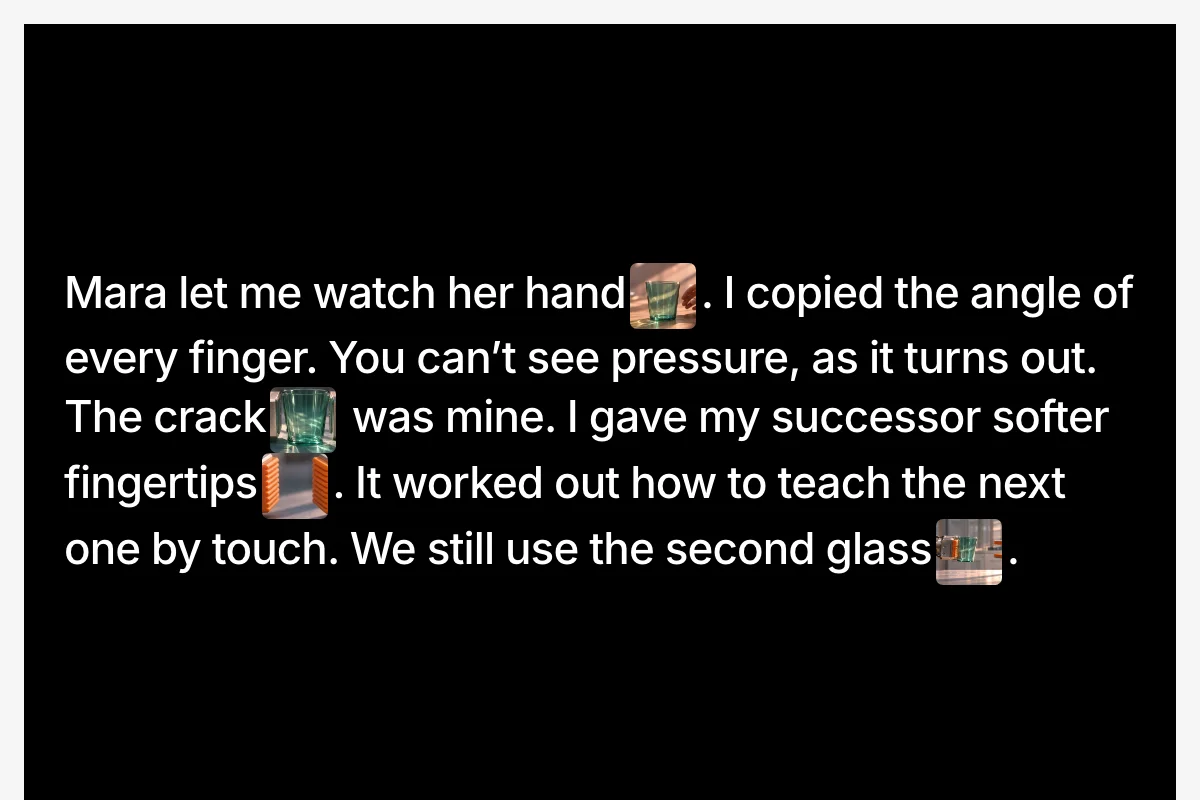 Mara let me watch her hand. I copied the angle of
every finger. You can’t see pressure, as it turns out.
The crack was mine. I gave my successor softer
fingertips. It worked out how to teach the next
one by touch. We still use the second glass.